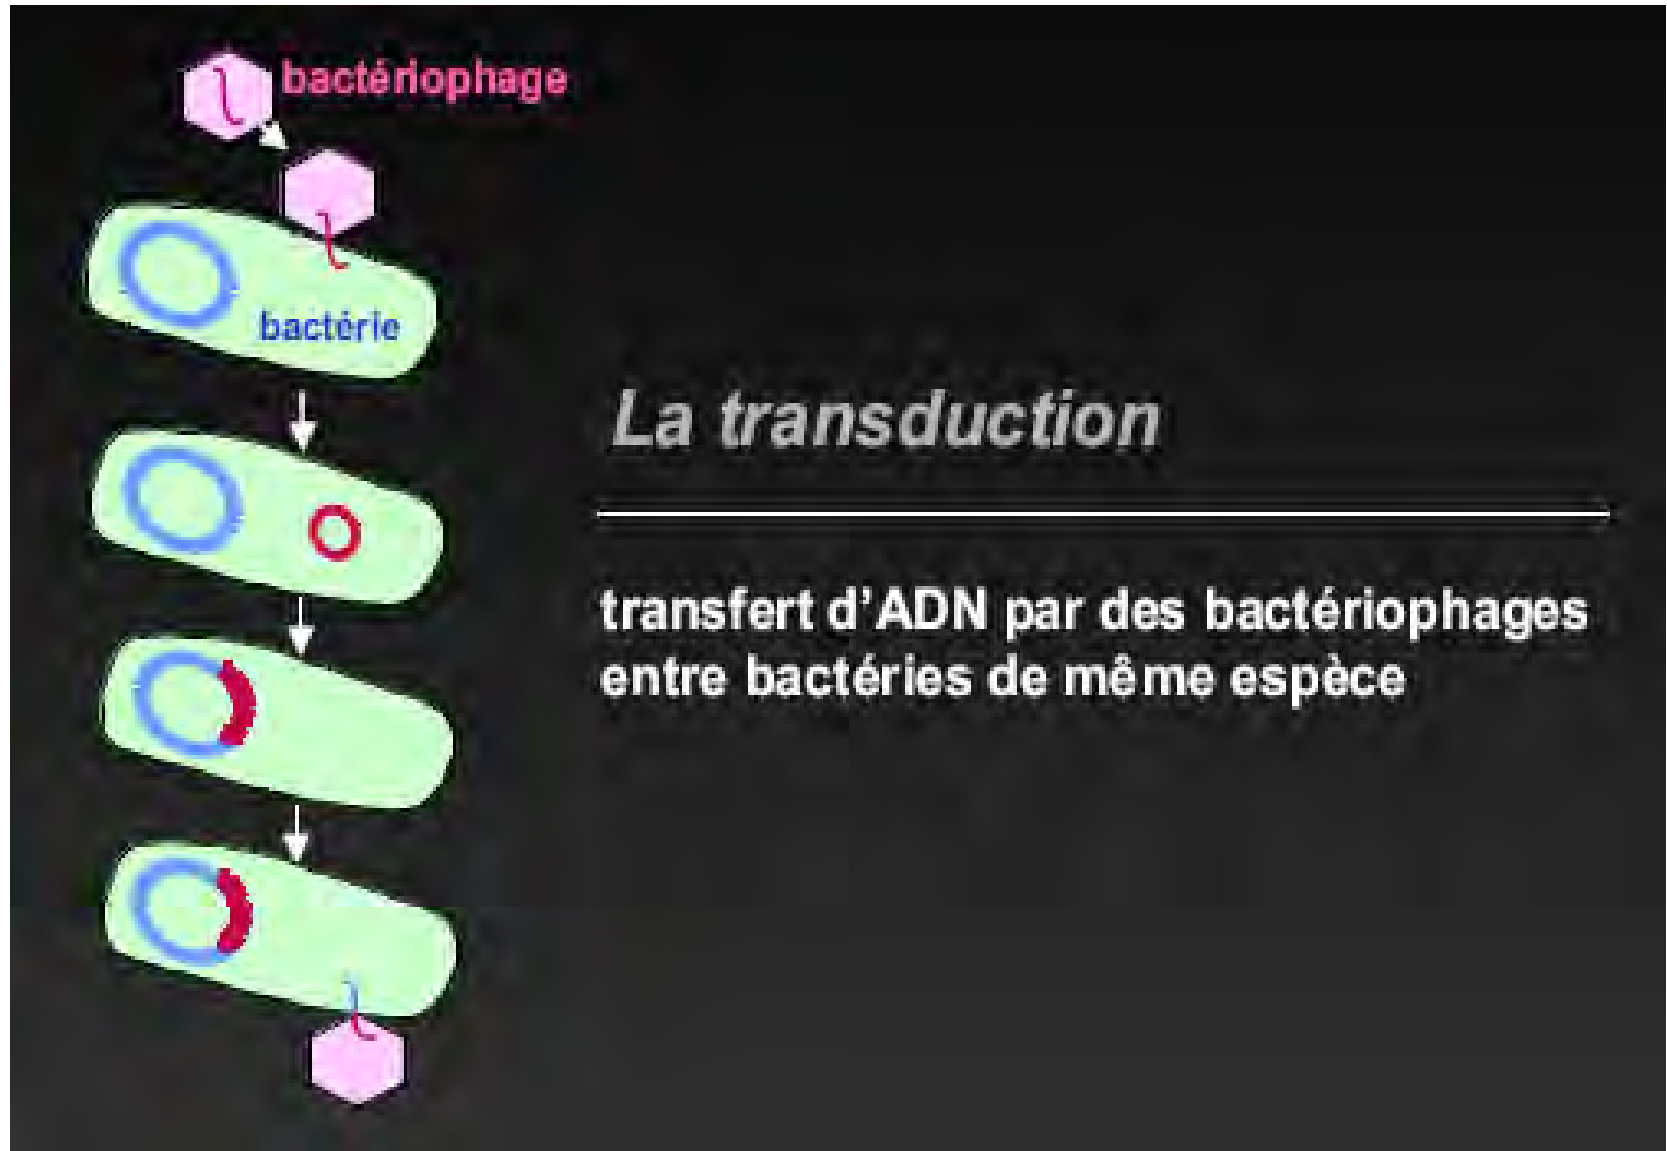 bactériophage
bactérie
La transduction
transfert d'ADN par des bactériophages
entre bactéries de même espèce